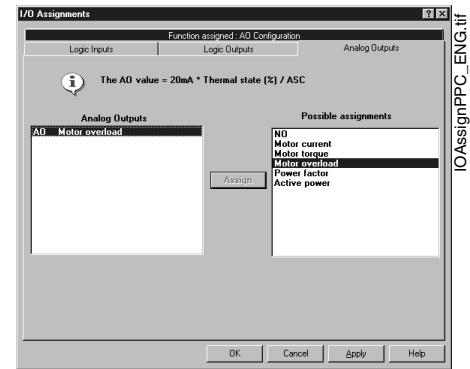 I/O Assignments
Function assigned : AO Configuration
Logic Inputs
Logic Outputs
Analog Outputs
The AO value = 20mA * Thermal state (%) / ASC
Analog Outputs
AO Motor overload
Assign
Possible assignments
NO
Motor current
Motor torque
Motor overload
Power factor
Active power
OK
Cancel
Apply
Help
IOAssignPPC_ENG.tif